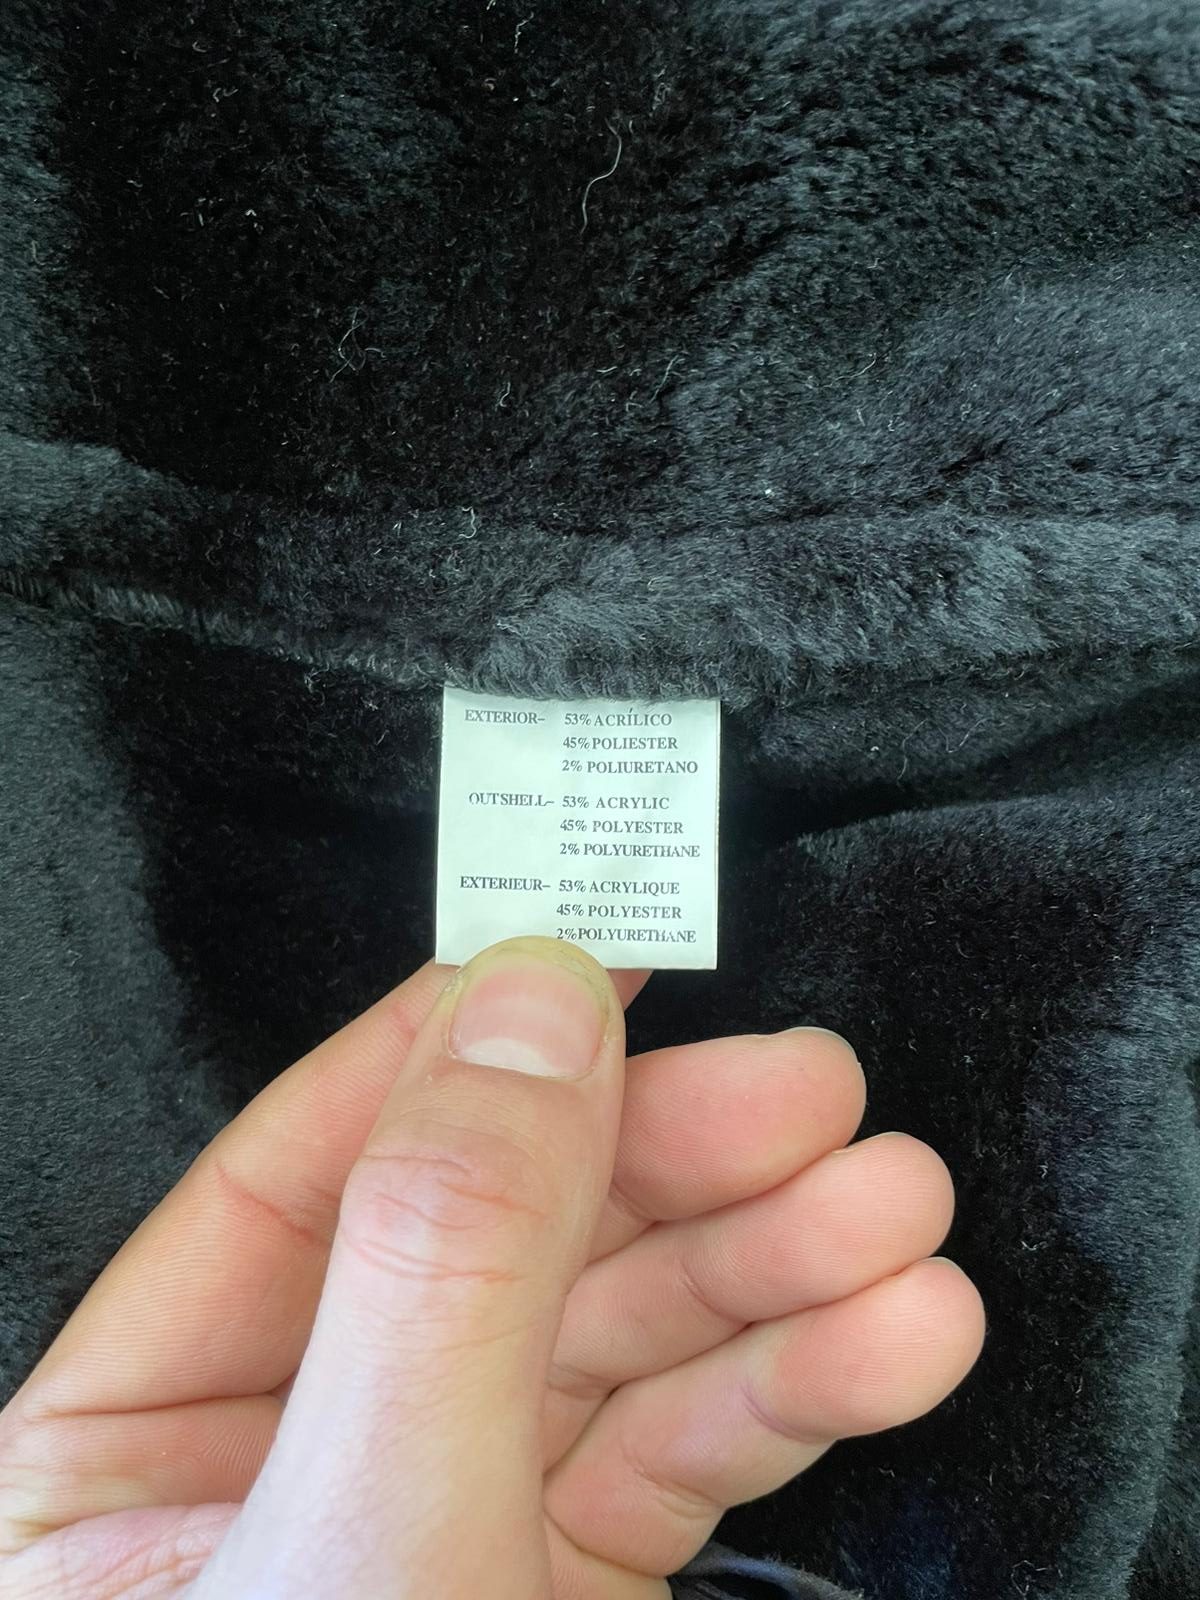 EXTERIOR- 53% ACRÍLICO
45% POLIESTER
2% POLIURETANO
OUTSHELL- 53% ACRYLIC
45% POLYESTER
2% POLYURETHANE
EXTERIEUR- 53% ACRYLIQUE
45% POLYESTER
2%POLYURETHANE